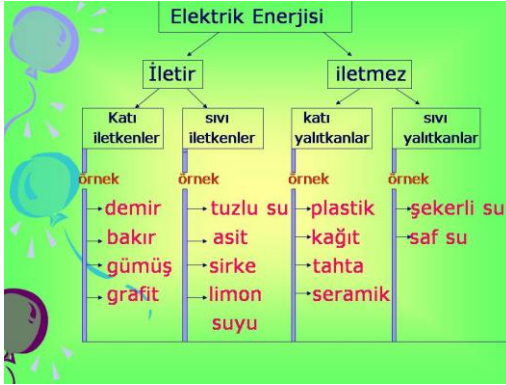 Elektrik Enerjisi
İletir
iletmez
Katı
iletkenler
sıvı
iletkenler
katı
yalıtkanlar
sıvı
yalıtkanlar
örnek
demir
bakır
gümüş
grafit
örnek
tuzlu su
asit
sirke
limon
suyu
örnek
plastik
kağıt
tahta
seramik
örnek
şekerli su
saf su